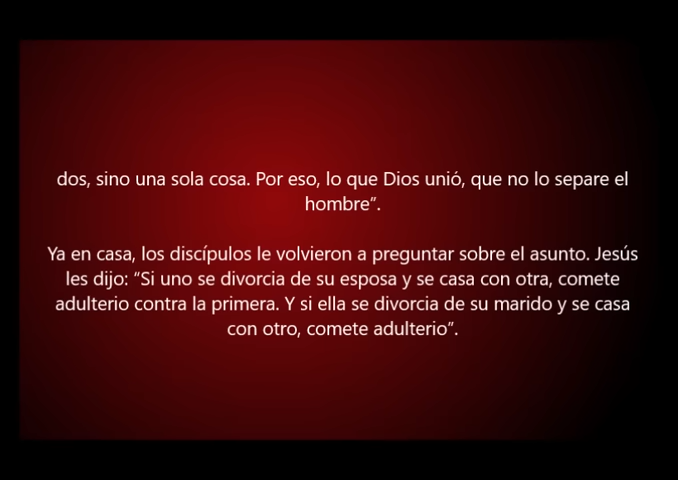 dos, sino una sola cosa. Por eso, lo que Dios unió, que no lo separe el
hombre”.
Ya en casa, los discípulos le volvieron a preguntar sobre el asunto. Jesús
les dijo: “Si uno se divorcia de su esposa y se casa con otra, comete
adulterio contra la primera. Y si ella se divorcia de su marido y se casa
con otro, comete adulterio”.